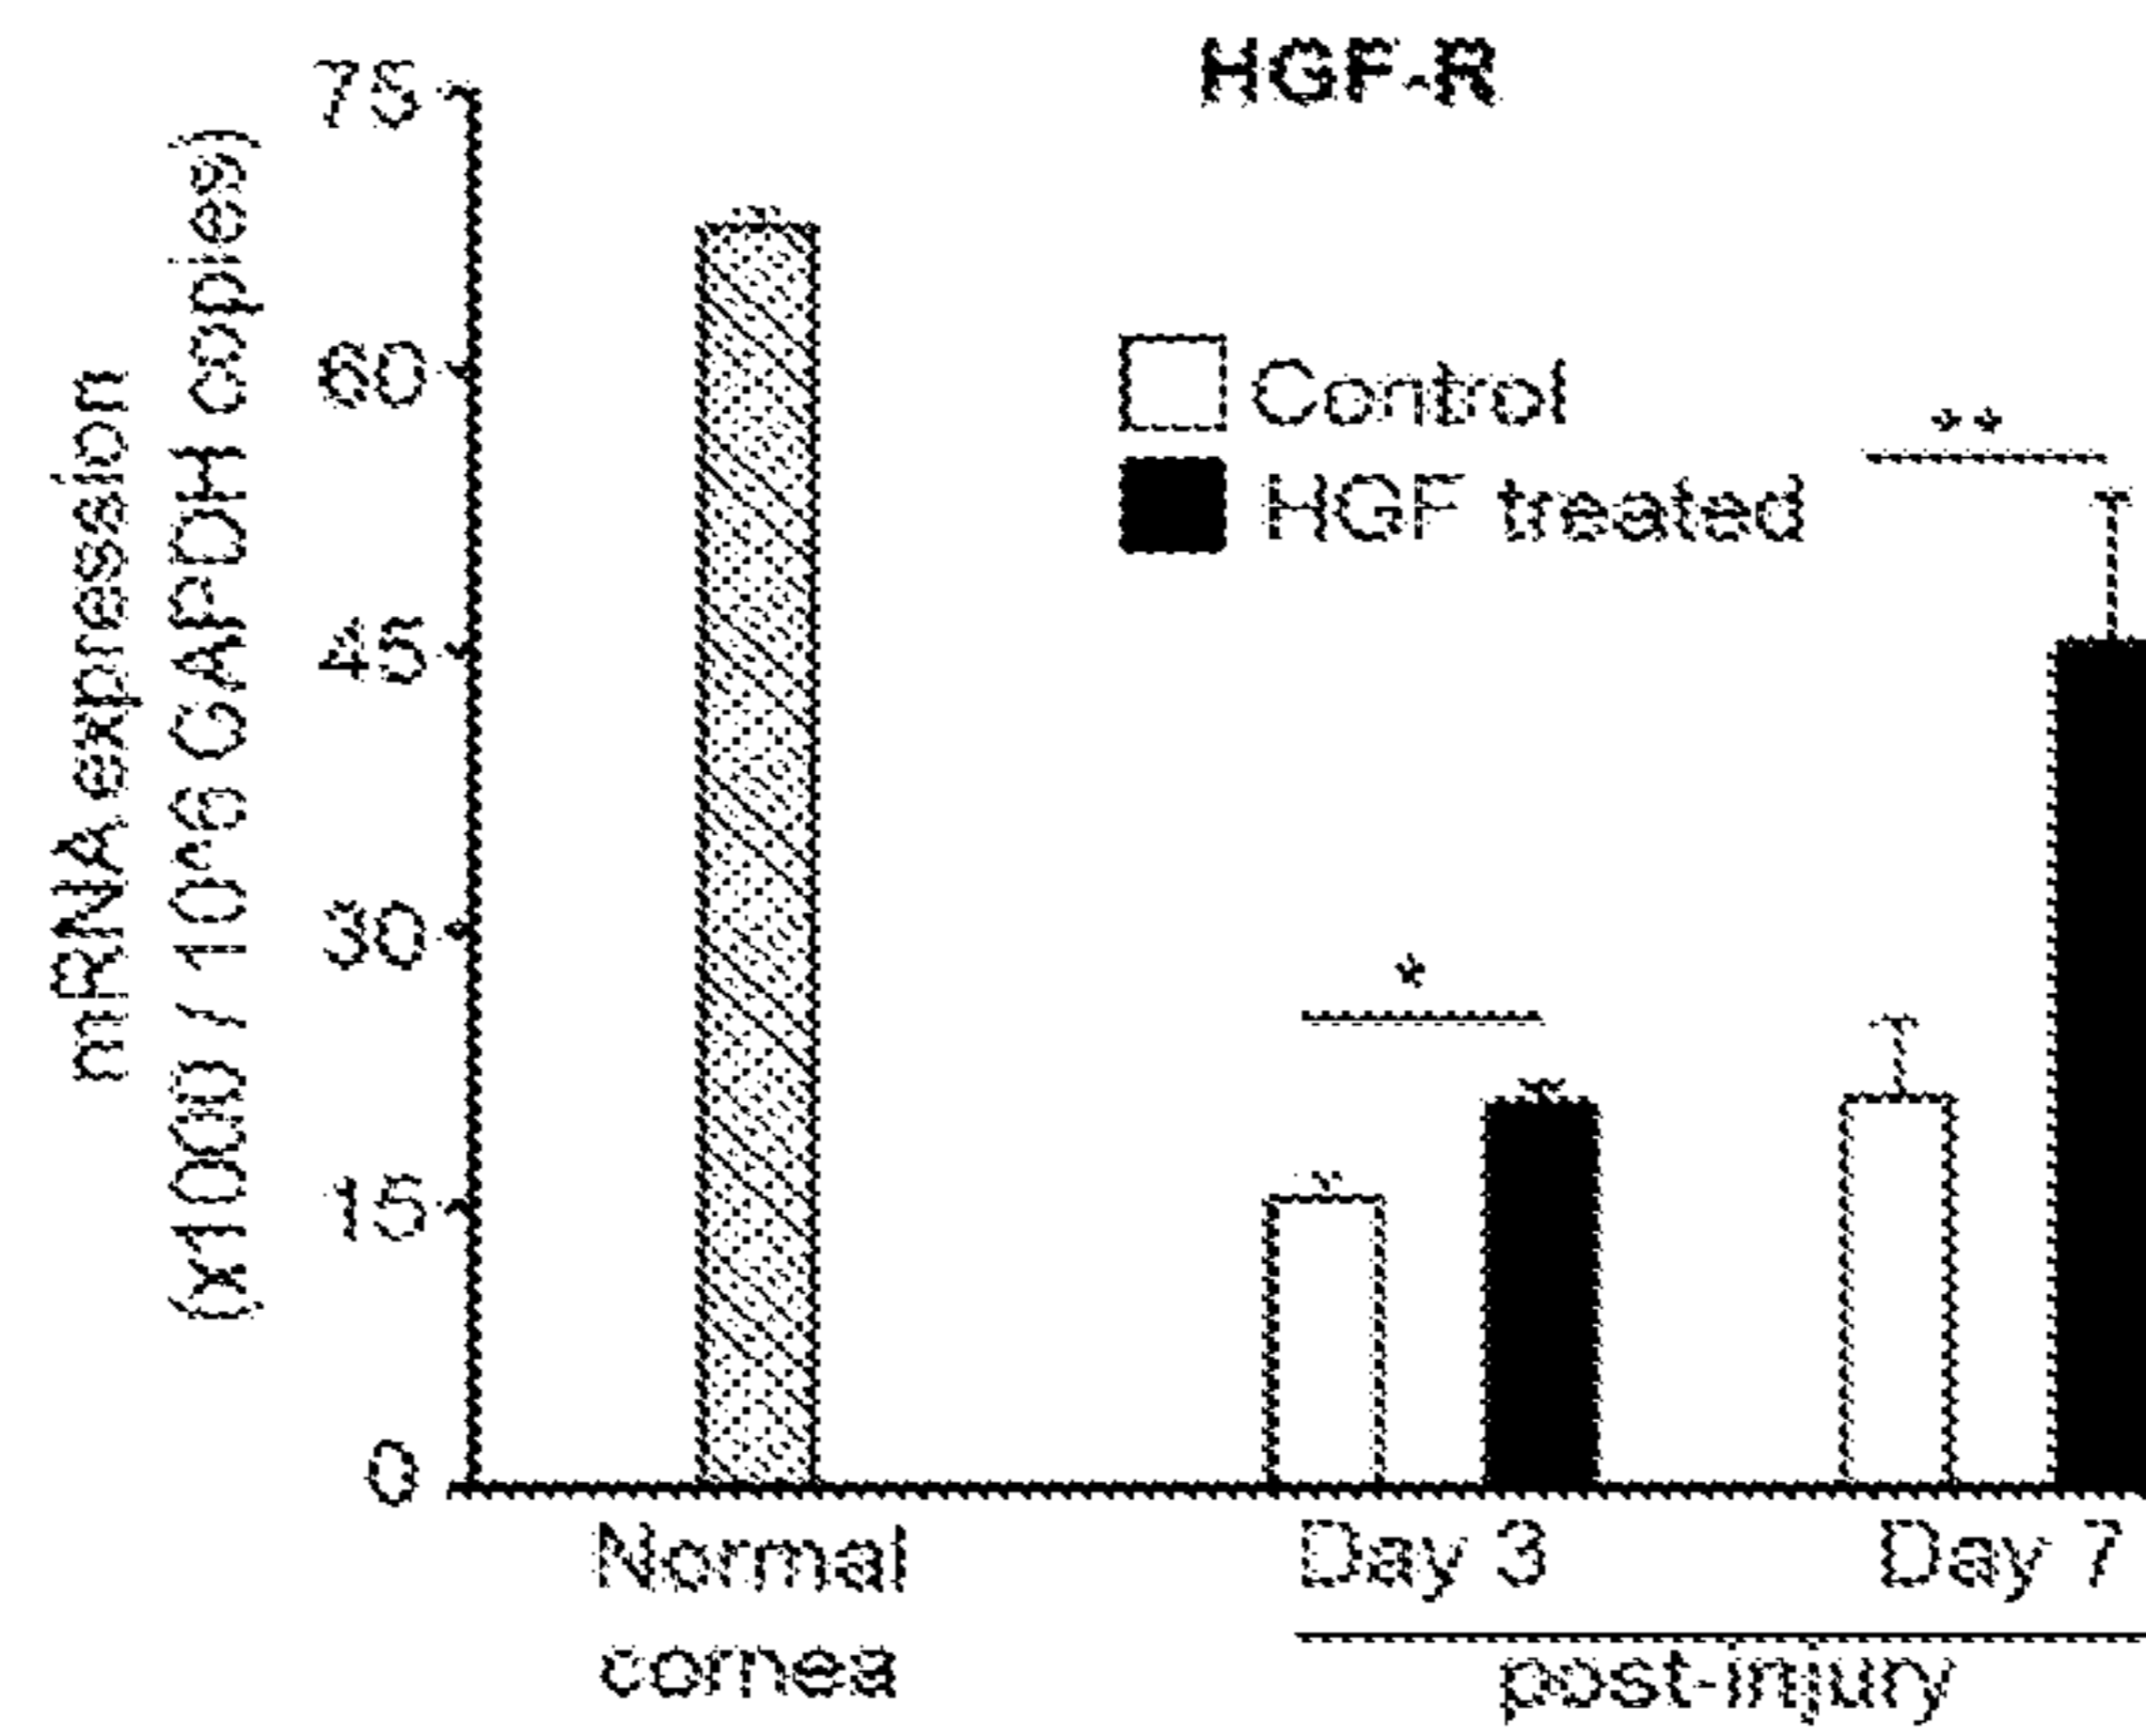 HGF-R
mRNA expression
(x1000 / 10^6 GAPDH copies)
75
60
45
30
15
0
Control
HGF treated
*
**
Normal
cornea
Day 3
Day 7
post-injury